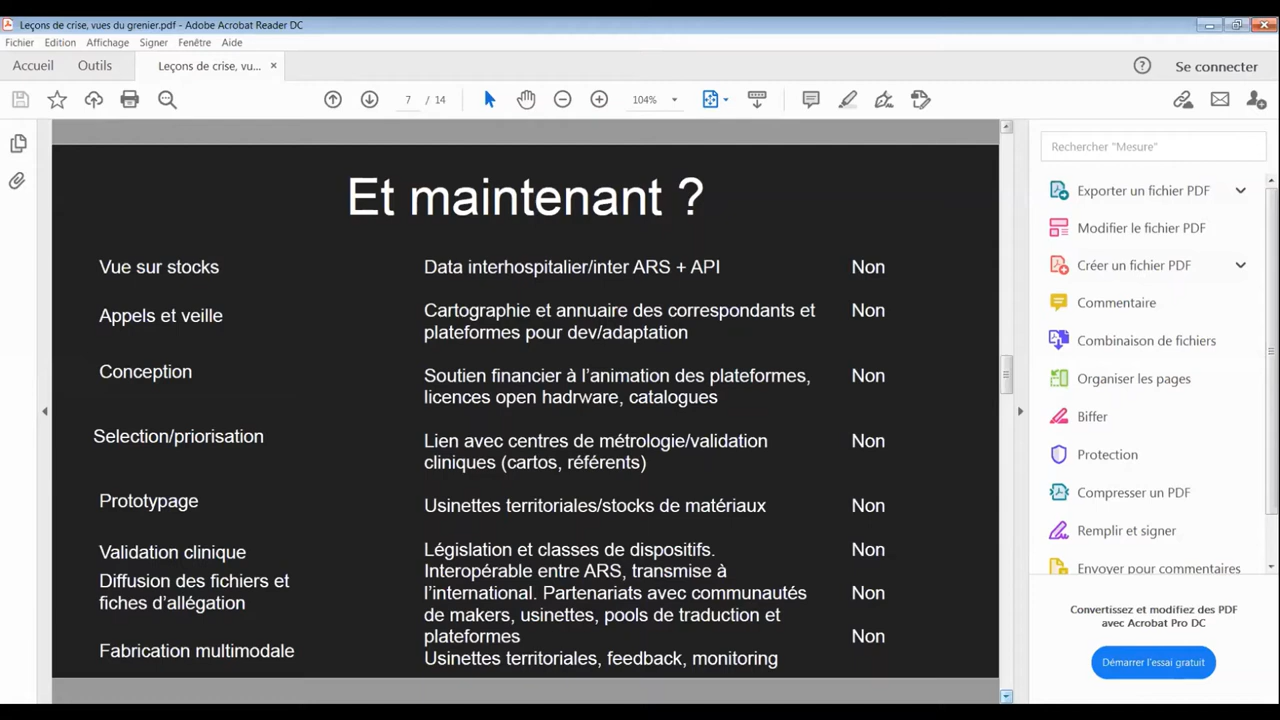 Leçons de crise, vues du grenier.pdf - Adobe Acrobat Reader DC
Fichier Edition Affichage Signer Fenêtre Aide
Accueil Outils Leçons de crise, vu... × Se connecter
7 / 14 104%
Rechercher "Mesure"
Exporter un fichier PDF
Modifier le fichier PDF
Créer un fichier PDF
Commentaire
Combinaison de fichiers
Organiser les pages
Biffer
Protection
Compresser un PDF
Remplir et signer
Envoyer pour commentaires
Convertissez et modifiez des PDF
avec Acrobat Pro DC
Démarrer l'essai gratuit
Et maintenant ?
Vue sur stocks Data interhospitalier/inter ARS + API Non
Appels et veille Cartographie et annuaire des correspondants et Non
plateformes pour dev/adaptation
Conception Soutien financier à l'animation des plateformes, Non
licences open hadrware, catalogues
Selection/priorisation Lien avec centres de métrologie/validation Non
cliniques (cartos, référents)
Prototypage Usinettes territoriales/stocks de matériaux Non
Validation clinique Législation et classes de dispositifs. Non
Diffusion des fichiers et Interopérable entre ARS, transmise à
fiches d'allégation l'international. Partenariats avec communautés Non
de makers, usinettes, pools de traduction et
plateformes Non
Fabrication multimodale Usinettes territoriales, feedback, monitoring